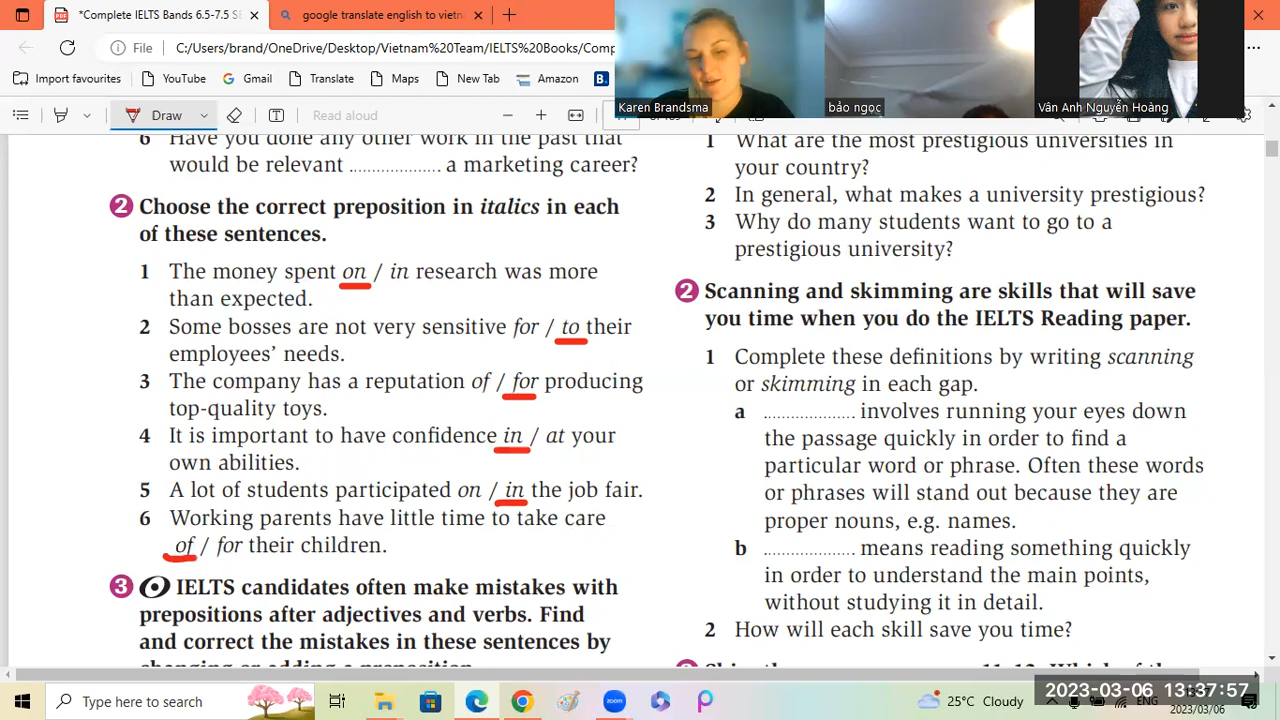 *Complete IELTS Bands 6.5-7.5 S
google translate english to vietn
File
C:/Users/brand/OneDrive/Desktop/Vietnam%20Team/IELTS%20Books/Comp
Import favourites
YouTube
Gmail
Translate
Maps
New Tab
Amazon
B.
Draw
Read aloud
Karen Brandsma
bảo ngọc
Vân Anh Nguyễn Hoàng
6 Have you done any other work in the past that
would be relevant ................... a marketing career?
2 Choose the correct preposition in italics in each
of these sentences.
1 The money spent on / in research was more
than expected.
2 Some bosses are not very sensitive for / to their
employees' needs.
3 The company has a reputation of / for producing
top-quality toys.
4 It is important to have confidence in / at your
own abilities.
5 A lot of students participated on / in the job fair.
6 Working parents have little time to take care
of / for their children.
3 IELTS candidates often make mistakes with
prepositions after adjectives and verbs. Find
and correct the mistakes in these sentences by
changing or adding a preposition.
1 What are the most prestigious universities in
your country?
2 In general, what makes a university prestigious?
3 Why do many students want to go to a
prestigious university?
2 Scanning and skimming are skills that will save
you time when you do the IELTS Reading paper.
1 Complete these definitions by writing scanning
or skimming in each gap.
a ................... involves running your eyes down
the passage quickly in order to find a
particular word or phrase. Often these words
or phrases will stand out because they are
proper nouns, e.g. names.
b ................... means reading something quickly
in order to understand the main points,
without studying it in detail.
2 How will each skill save you time?
11-12
Type here to search
zoom
25°C Cloudy
ENG
2023-03-06 13:37:57
2023/03/06